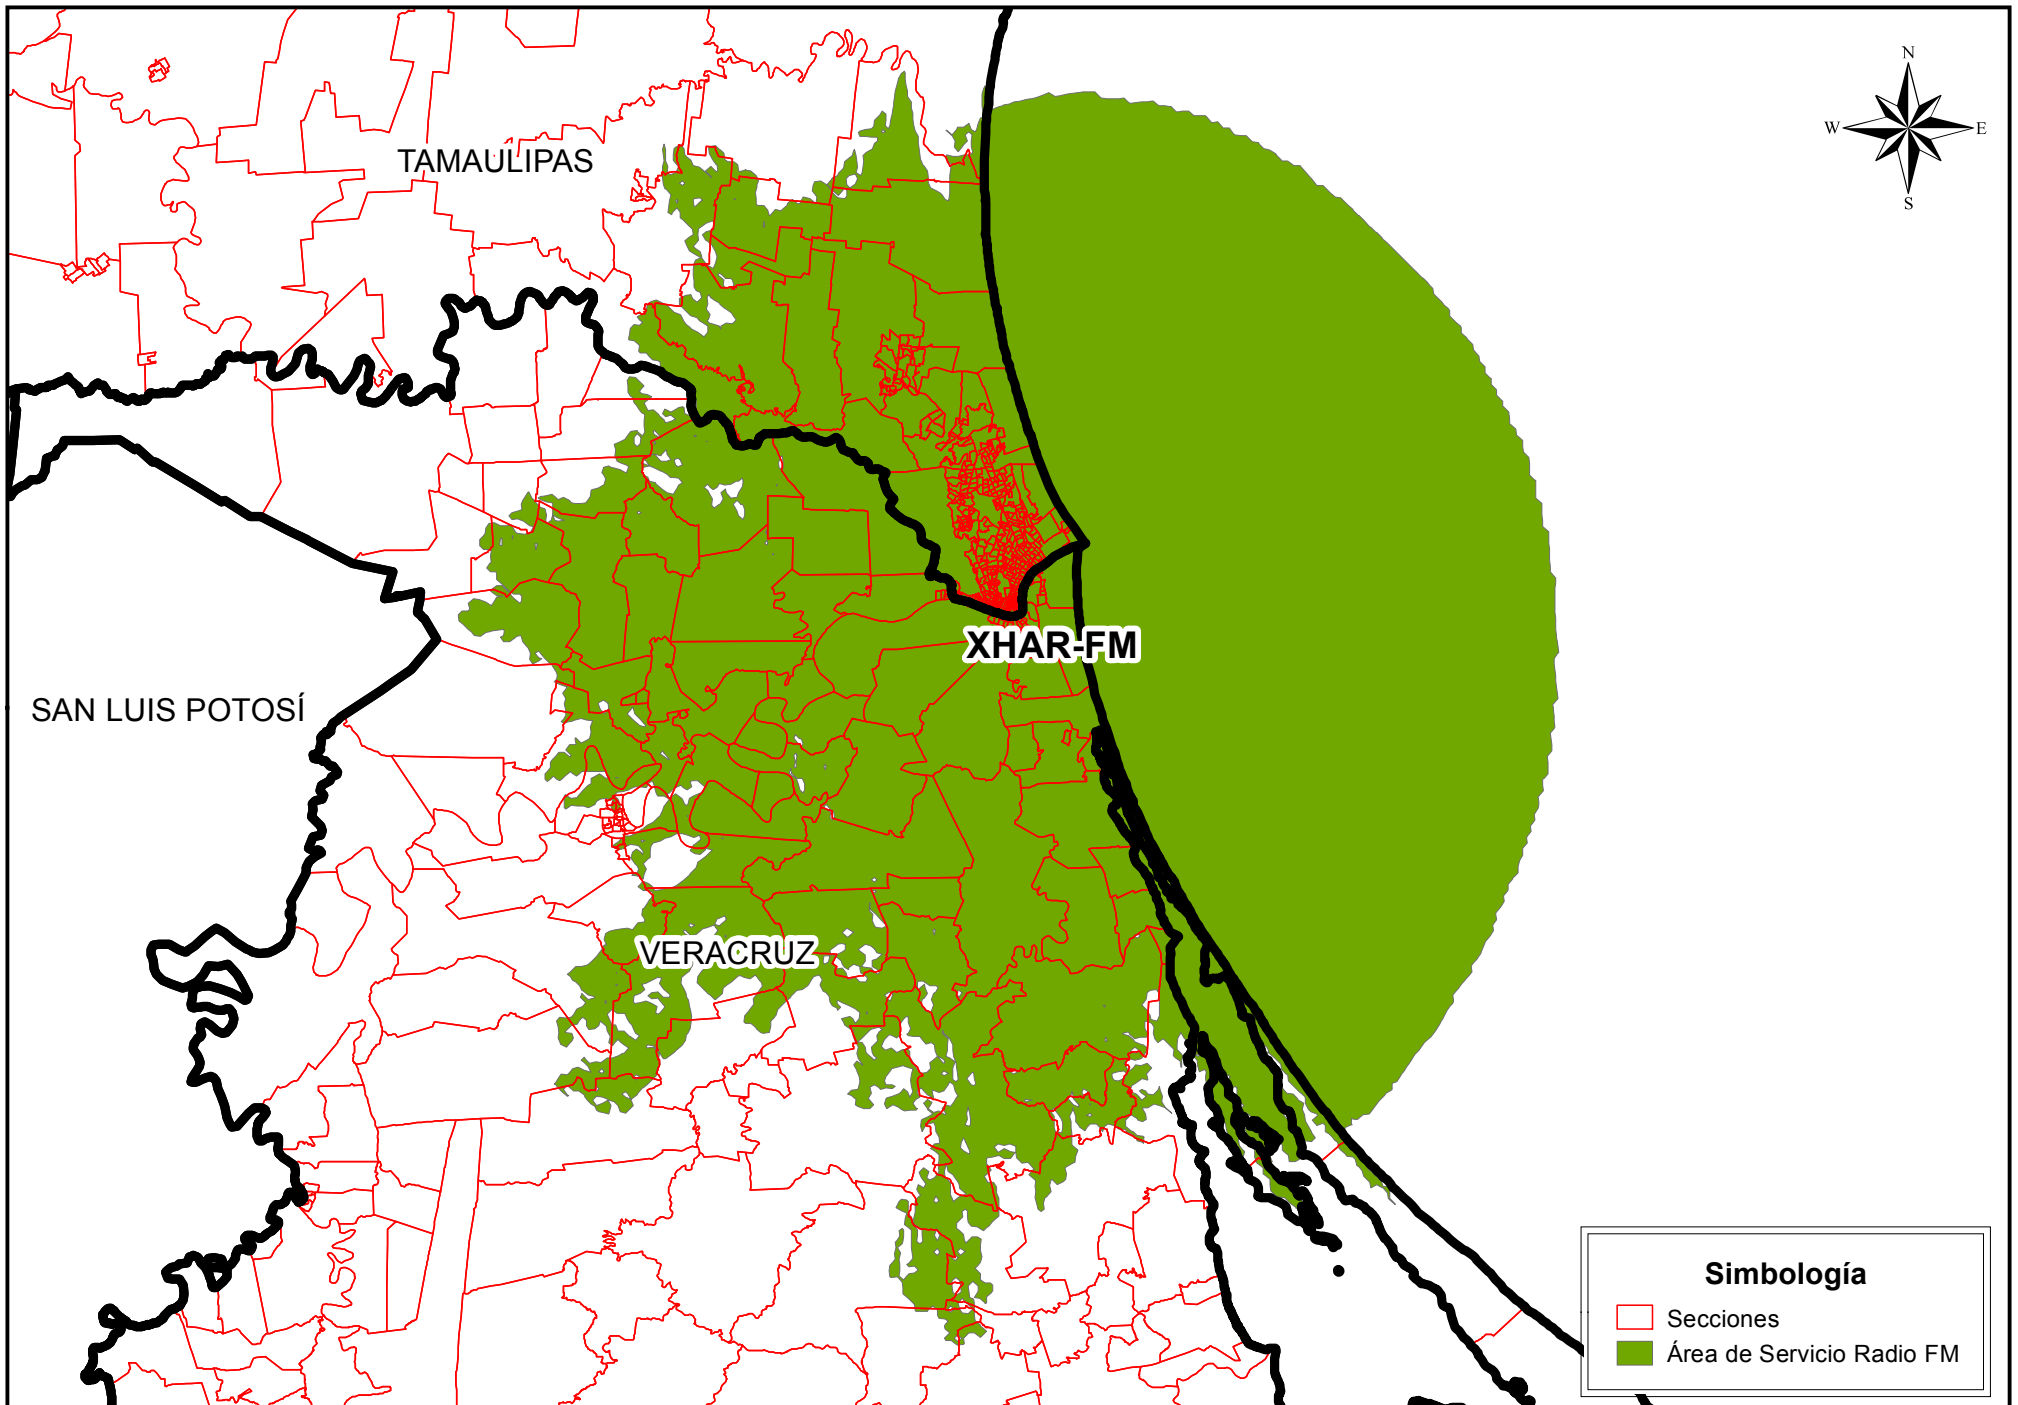 N
W E
S
TAMAULIPAS
XHAR-FM
SAN LUIS POTOSÍ
VERACRUZ
Simbología
Secciones
Área de Servicio Radio FM